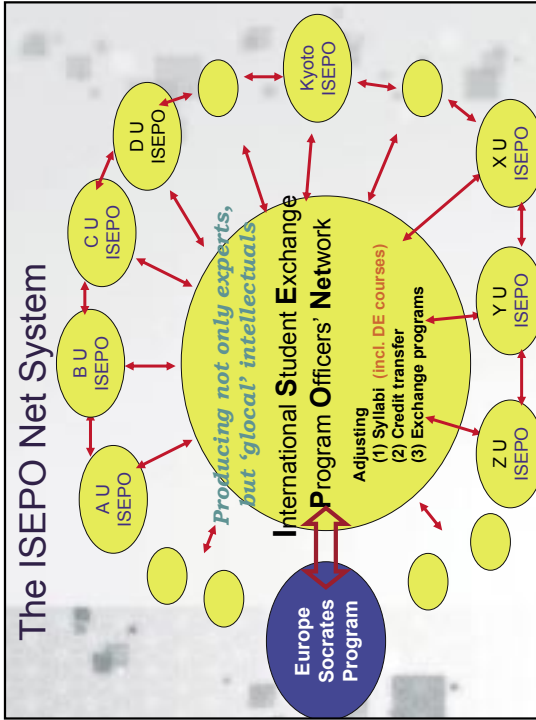 The ISEPO Net System
A U
ISEPO
B U
ISEPO
C U
ISEPO
D U
ISEPO
Kyoto
ISEPO
X U
ISEPO
Y U
ISEPO
Z U
ISEPO
Producing not only experts,
but ‘glocal’ intellectuals
International Student Exchange
Program Officers’ Network
Adjusting
(1) Syllabi (incl. DE courses)
(2) Credit transfer
(3) Exchange programs
Europe
Socrates
Program